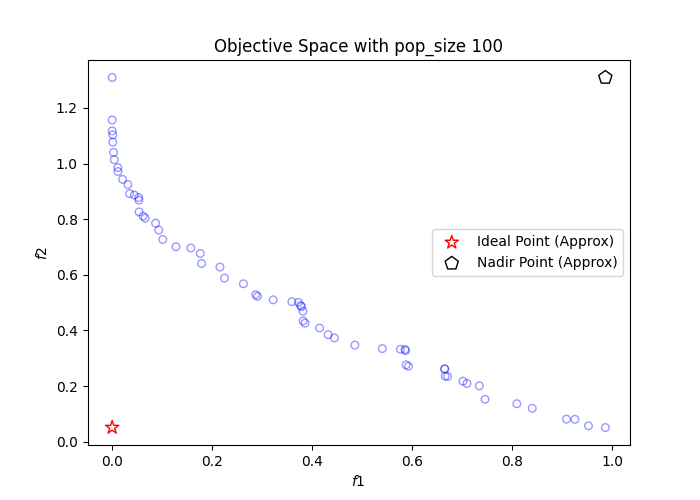 Objective Space with pop_size 100
f2
1.2
1.0
0.8
0.6
0.4
0.2
0.0
Ideal Point (Approx)
Nadir Point (Approx)
0.0 0.2 0.4 0.6 0.8 1.0
f1